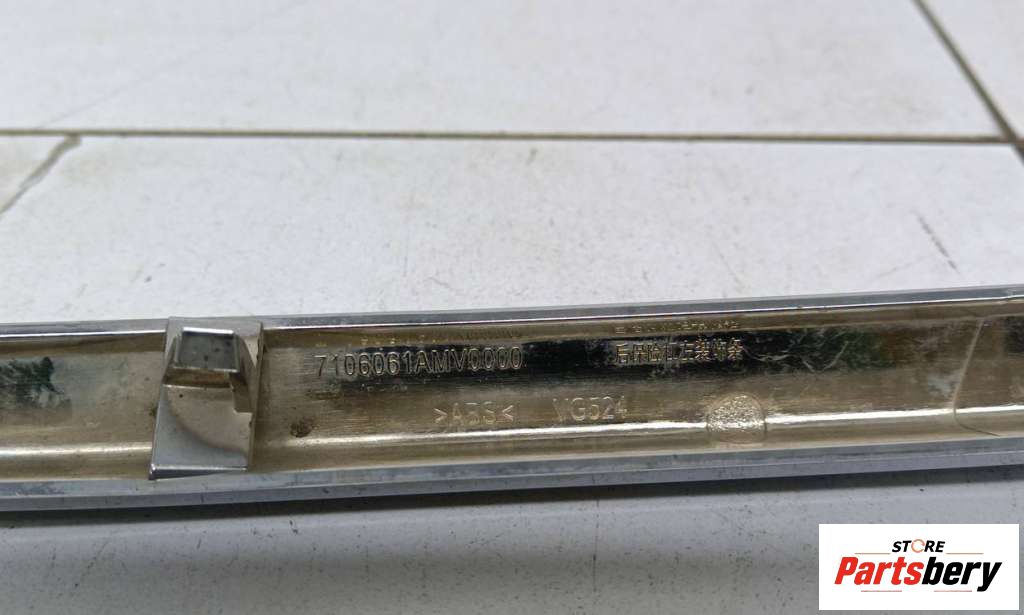 7106061AMV0000
后保险杠左装饰条
>ABS<
VG524
STORE
Partsbery